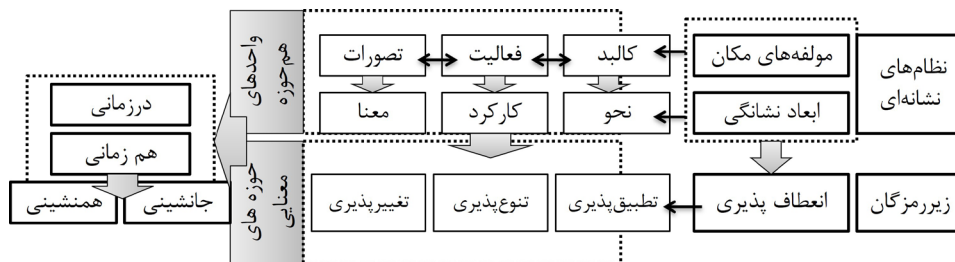 نظام‌های
نشانه‌ای
مولفه‌های مکان
کالبد
فعالیت
تصورات
واحدهای
هم‌حوزه
ابعاد نشانگی
نحو
کارکرد
معنا
درزمانی
هم زمانی
جانشینی
همنشینی
زیررمزگان
انعطاف پذیری
تطبیق‌پذیری
تنوع‌پذیری
تغییرپذیری
حوزه های
معنایی